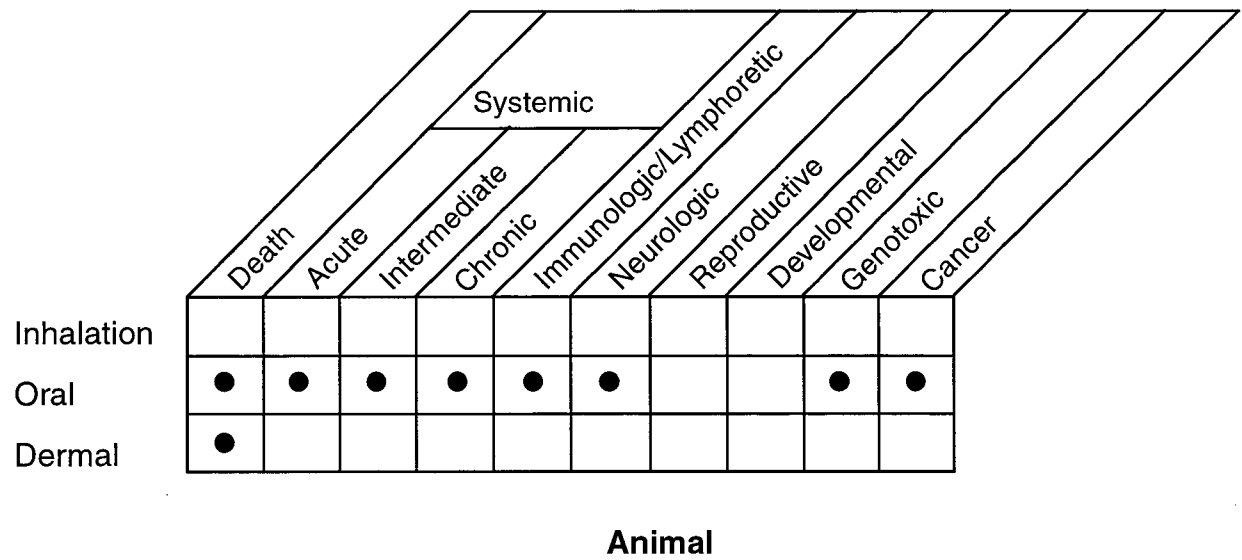 Systemic
Death
Acute
Intermediate
Chronic
Immunologic/Lymphoretic
Neurologic
Reproductive
Developmental
Genotoxic
Cancer
Inhalation
Oral
Dermal
Animal